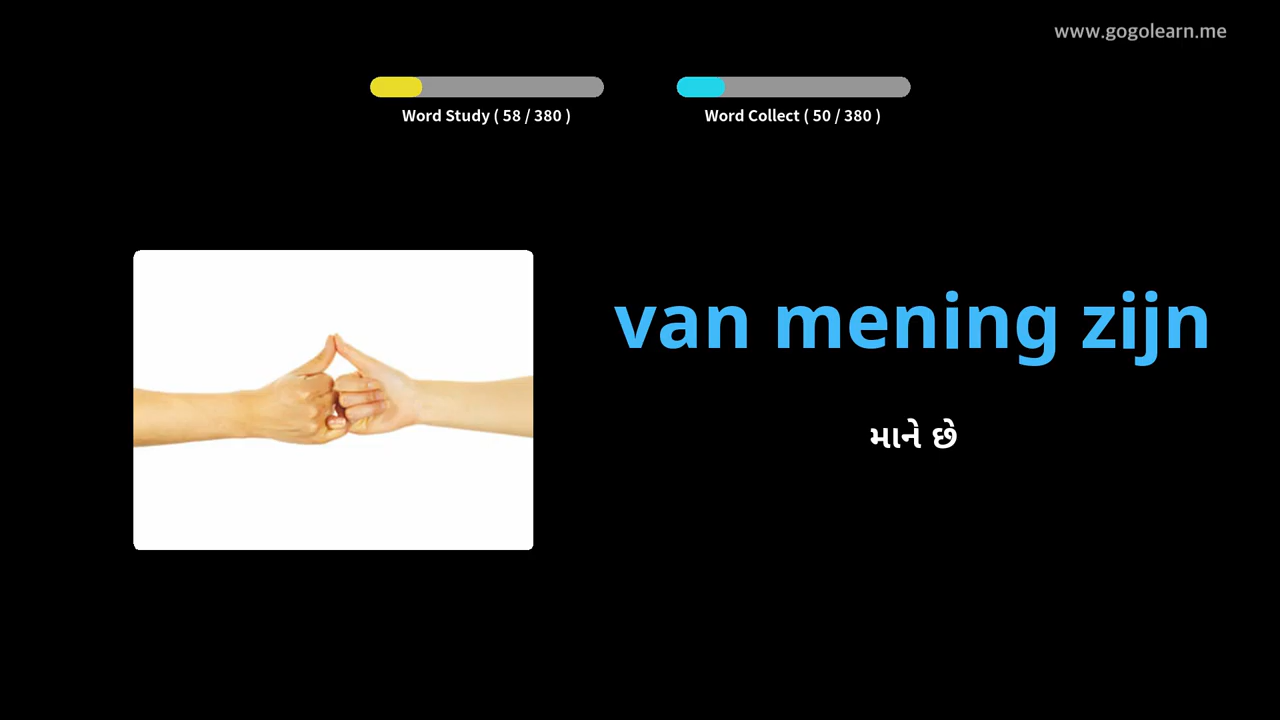 www.gogolearn.me
Word Study ( 58 / 380 )
Word Collect ( 50 / 380 )
van mening zijn
માને છે